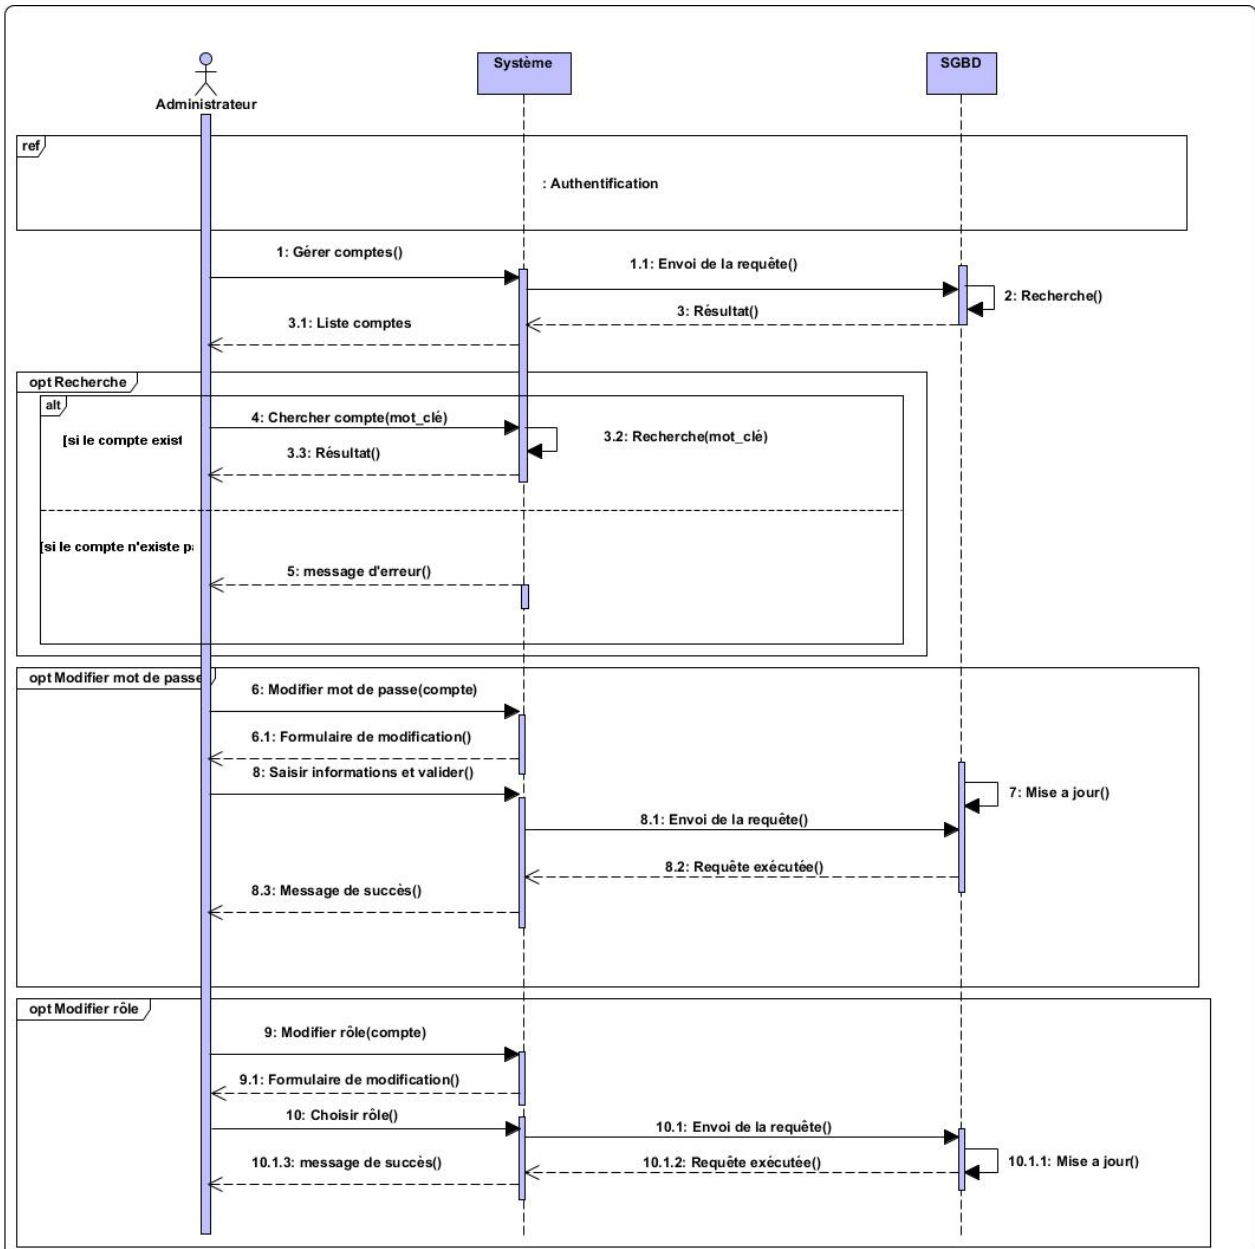 Système
SGBD
Administrateur
ref
: Authentification
1: Gérer comptes()
1.1: Envoi de la requête()
2: Recherche()
3: Résultat()
3.1: Liste comptes
opt Recherche
alt
4: Chercher compte(mot_clé)
[si le compte exist
3.2: Recherche(mot_clé)
3.3: Résultat()
[si le compte n'existe pa
5: message d'erreur()
opt Modifier mot de passe
6: Modifier mot de passe(compte)
6.1: Formulaire de modification()
8: Saisir informations et valider()
7: Mise a jour()
8.1: Envoi de la requête()
8.2: Requête exécutée()
8.3: Message de succès()
opt Modifier rôle
9: Modifier rôle(compte)
9.1: Formulaire de modification()
10: Choisir rôle()
10.1: Envoi de la requête()
10.1.3: message de succès()
10.1.2: Requête exécutée()
10.1.1: Mise a jour()